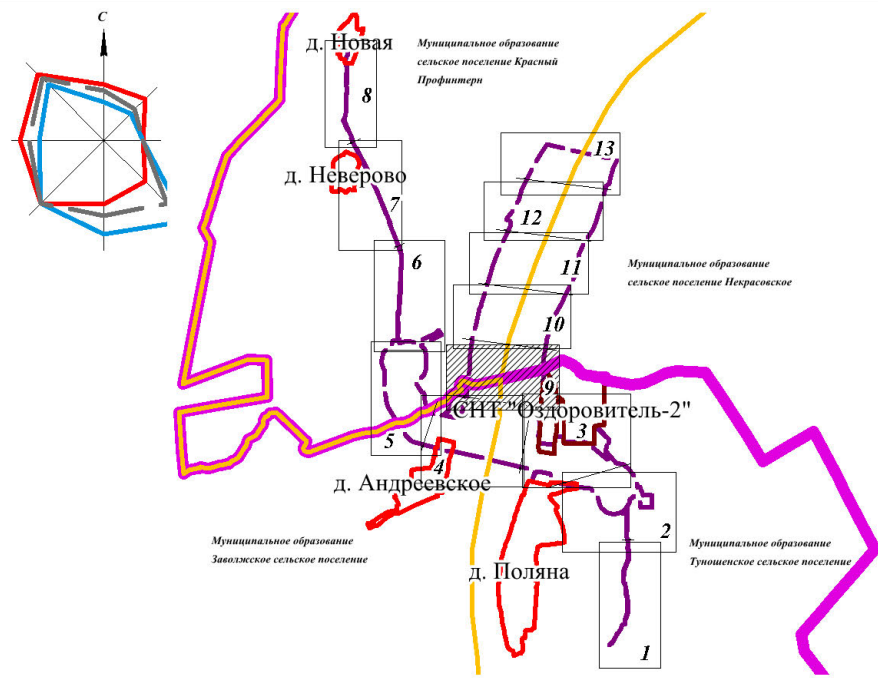 С
д. Новая
Муниципальное образование
сельское поселение Красный
Профинтерн
8
13
д. Неверово
7
12
6
11
Муниципальное образование
сельское поселение Некрасовское
10
9
СНТ "Оздоровитель-2"
3
5
4
д. Андреевское
2
Муниципальное образование
Заволжское сельское поселение
Муниципальное образование
Туношенское сельское поселение
д. Поляна
1